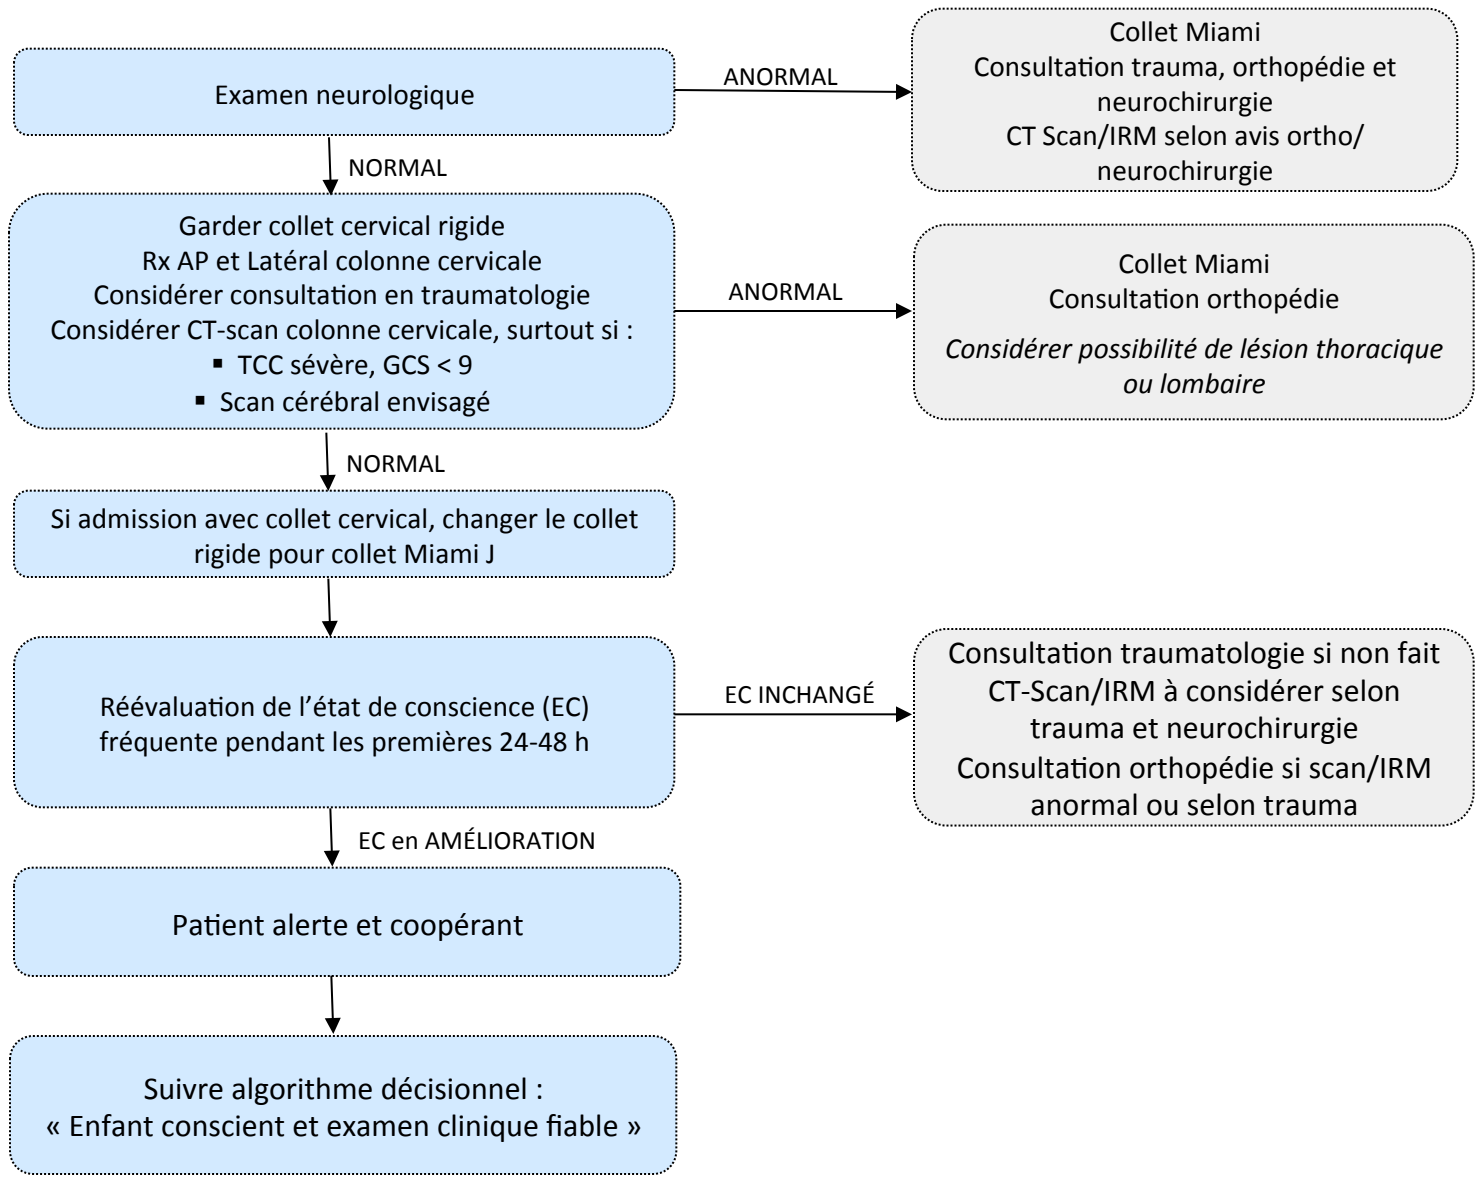 Examen neurologique
ANORMAL
Collet Miami
Consultation trauma, orthopédie et
neurochirurgie
CT Scan/IRM selon avis ortho/
neurochirurgie
NORMAL
Garder collet cervical rigide
Rx AP et Latéral colonne cervicale
Considérer consultation en traumatologie
Considérer CT-scan colonne cervicale, surtout si :
▪ TCC sévère, GCS < 9
▪ Scan cérébral envisagé
ANORMAL
Collet Miami
Consultation orthopédie
Considérer possibilité de lésion thoracique
ou lombaire
NORMAL
Si admission avec collet cervical, changer le collet
rigide pour collet Miami J
Réévaluation de l’état de conscience (EC)
fréquente pendant les premières 24-48 h
EC INCHANGÉ
Consultation traumatologie si non fait
CT-Scan/IRM à considérer selon
trauma et neurochirurgie
Consultation orthopédie si scan/IRM
anormal ou selon trauma
EC en AMÉLIORATION
Patient alerte et coopérant
Suivre algorithme décisionnel :
« Enfant conscient et examen clinique fiable »